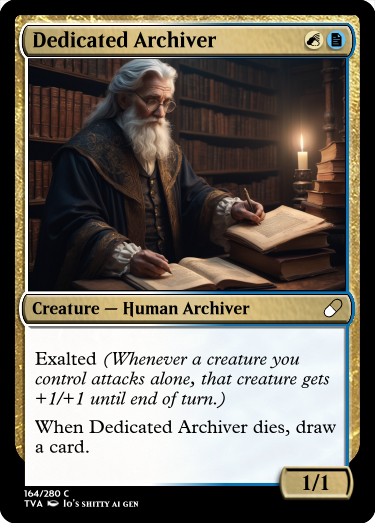 Dedicated Archiver
Creature — Human Archiver
Exalted (Whenever a creature you
control attacks alone, that creature gets
+1/+1 until end of turn.)
When Dedicated Archiver dies, draw
a card.
1/1
164/280 C
TVA Io's shitty ai gen